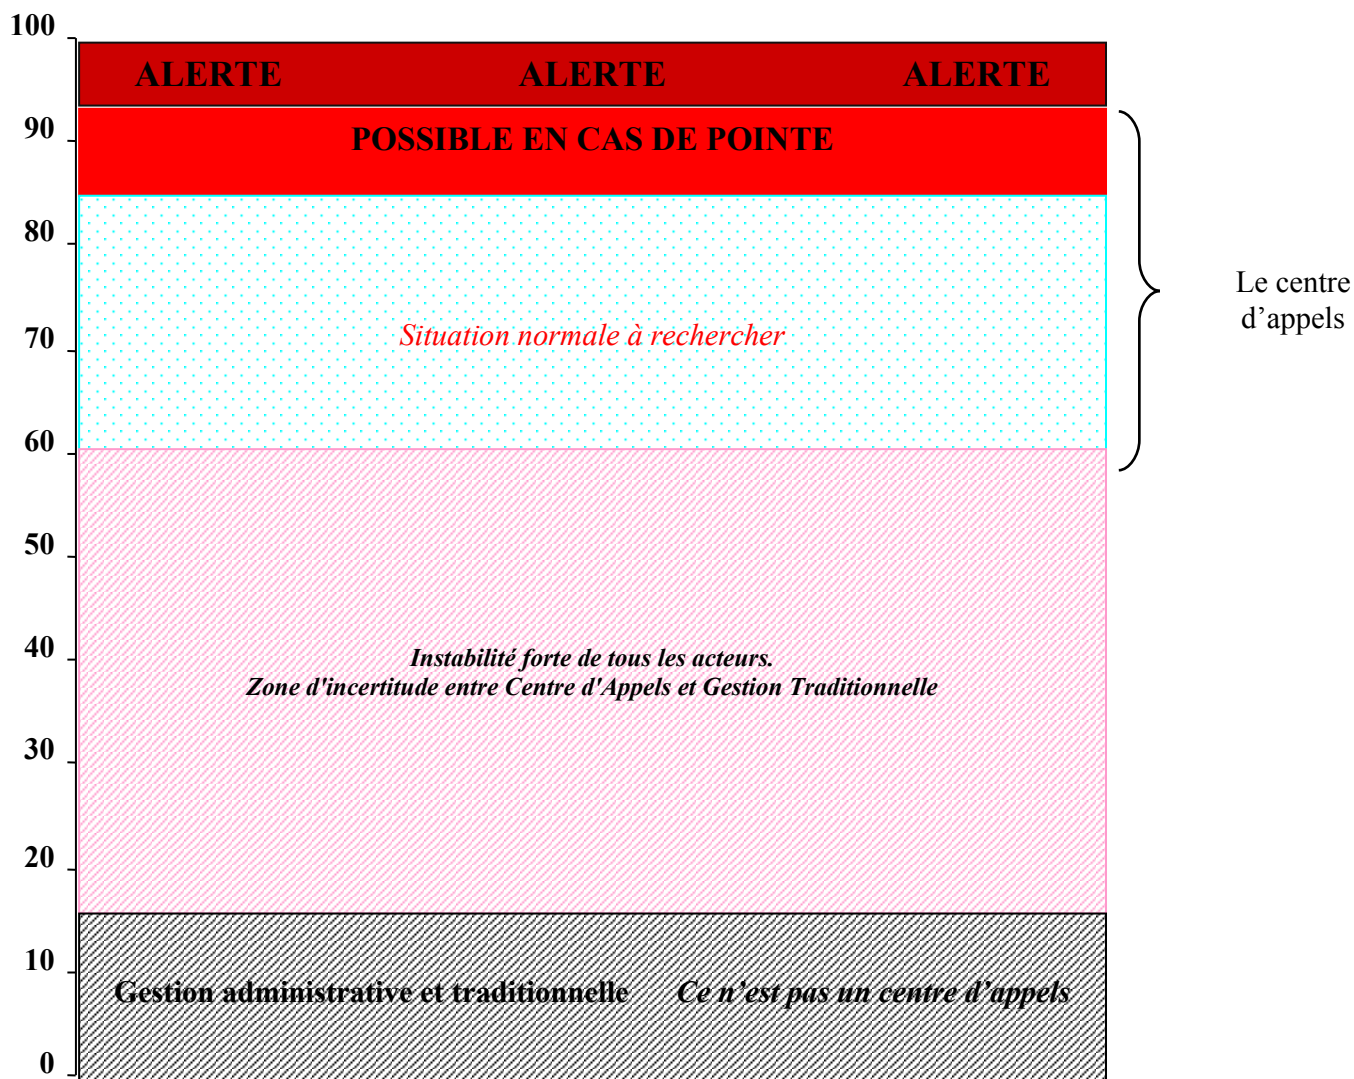 100
ALERTE ALERTE ALERTE
90
POSSIBLE EN CAS DE POINTE
80
Le centre
d’appels
70
Situation normale à rechercher
60
50
40
Instabilité forte de tous les acteurs.
Zone d'incertitude entre Centre d'Appels et Gestion Traditionnelle
30
20
10
Gestion administrative et traditionnelle Ce n’est pas un centre d’appels
0